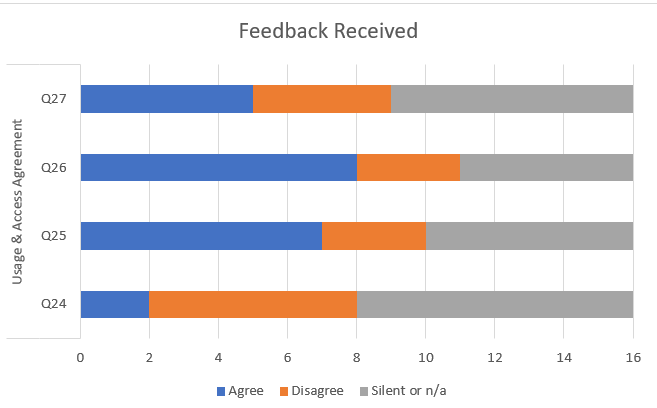 Feedback Received
Usage & Access Agreement
Q27
Q26
Q25
Q24
0 2 4 6 8 10 12 14 16
Agree Disagree Silent or n/a